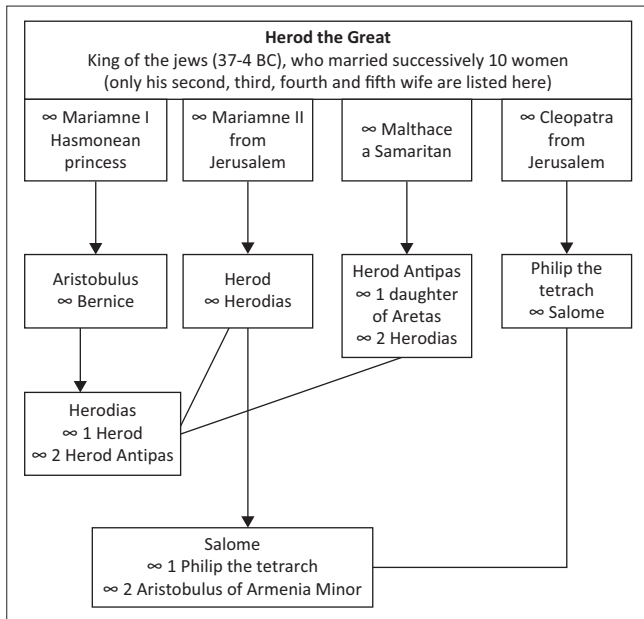 Herod the Great
King of the jews (37-4 BC), who married successively 10 women
(only his second, third, fourth and fifth wife are listed here)
∞ Mariamne I
Hasmonean
princess
∞ Mariamne II
from
Jerusalem
∞ Malthace
a Samaritan
∞ Cleopatra
from
Jerusalem
Aristobulus
∞ Bernice
Herod
∞ Herodias
Herod Antipas
∞ 1 daughter
of Aretas
∞ 2 Herodias
Philip the
tetrach
∞ Salome
Herodias
∞ 1 Herod
∞ 2 Herod Antipas
Salome
∞ 1 Philip the tetrarch
∞ 2 Aristobulus of Armenia Minor